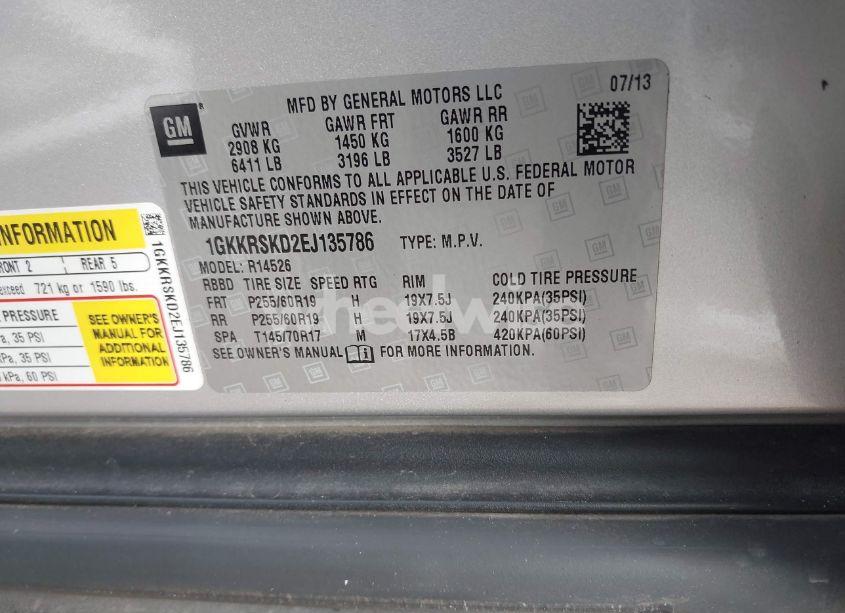 GM
MFD BY GENERAL MOTORS LLC
07/13
GVWR GAWR FRT GAWR RR
2908 KG 1450 KG 1600 KG
6411 LB 3196 LB 3527 LB
THIS VEHICLE CONFORMS TO ALL APPLICABLE U.S. FEDERAL MOTOR
VEHICLE SAFETY STANDARDS IN EFFECT ON THE DATE OF
MANUFACTURE SHOWN ABOVE.
1GKKRSKD2EJ135786 TYPE: M.P.V.
MODEL: R14526
RBBD TIRE SIZE SPEED RTG RIM COLD TIRE PRESSURE
FRT P255/60R19 H 19X7.5J 240KPA(35PSI)
RR P255/60R19 H 19X7.5J 240KPA(35PSI)
SPA T145/70R17 M 17X4.5B 420KPA(60PSI)
SEE OWNER'S MANUAL FOR MORE INFORMATION.
INFORMATION
FRONT 2 REAR 5
exceed 721 kg or 1590 lbs.
PRESSURE
kPa, 35 PSI
kPa, 35 PSI
kPa, 60 PSI
SEE OWNER'S
MANUAL FOR
ADDITIONAL
INFORMATION
1GKKRSKD2EJ135786